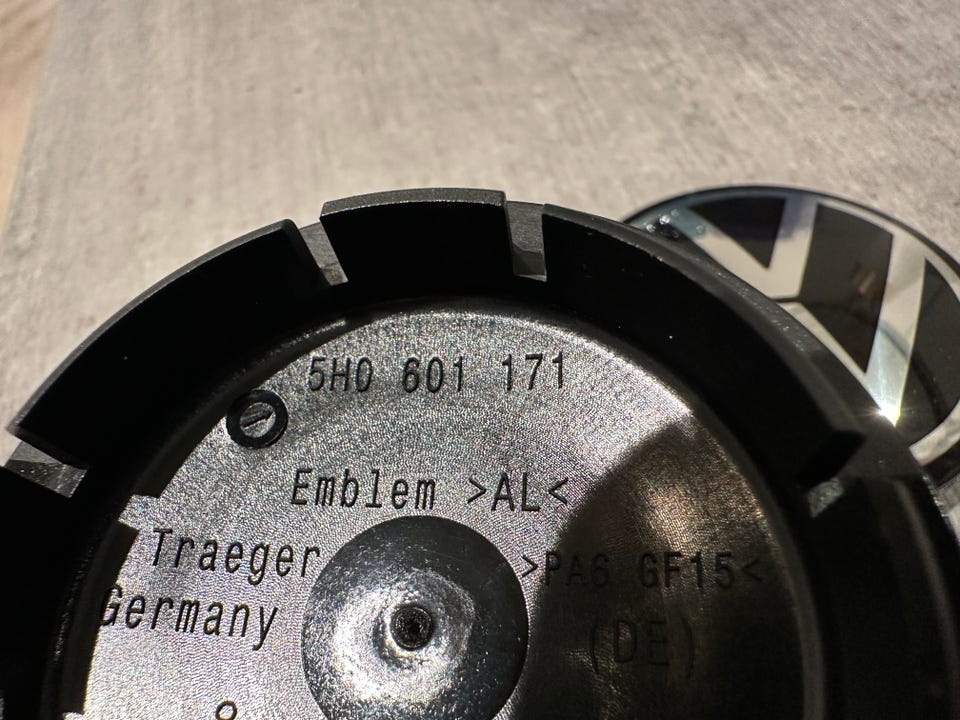 5H0 601 171
Emblem >AL<
Traeger
>PA6 GF15<
Germany
(DE)